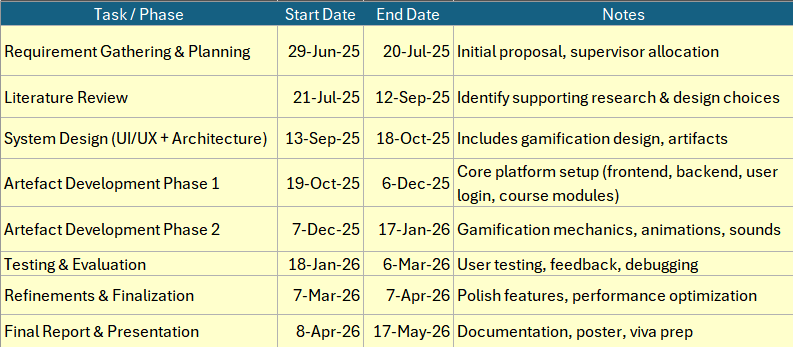 Task / Phase Start Date End Date Notes
Requirement Gathering & Planning 29-Jun-25 20-Jul-25 Initial proposal, supervisor allocation
Literature Review 21-Jul-25 12-Sep-25 Identify supporting research & design choices
System Design (UI/UX + Architecture) 13-Sep-25 18-Oct-25 Includes gamification design, artifacts
Artefact Development Phase 1 19-Oct-25 6-Dec-25 Core platform setup (frontend, backend, user
login, course modules)
Artefact Development Phase 2 7-Dec-25 17-Jan-26 Gamification mechanics, animations, sounds
Testing & Evaluation 18-Jan-26 6-Mar-26 User testing, feedback, debugging
Refinements & Finalization 7-Mar-26 7-Apr-26 Polish features, performance optimization
Final Report & Presentation 8-Apr-26 17-May-26 Documentation, poster, viva prep